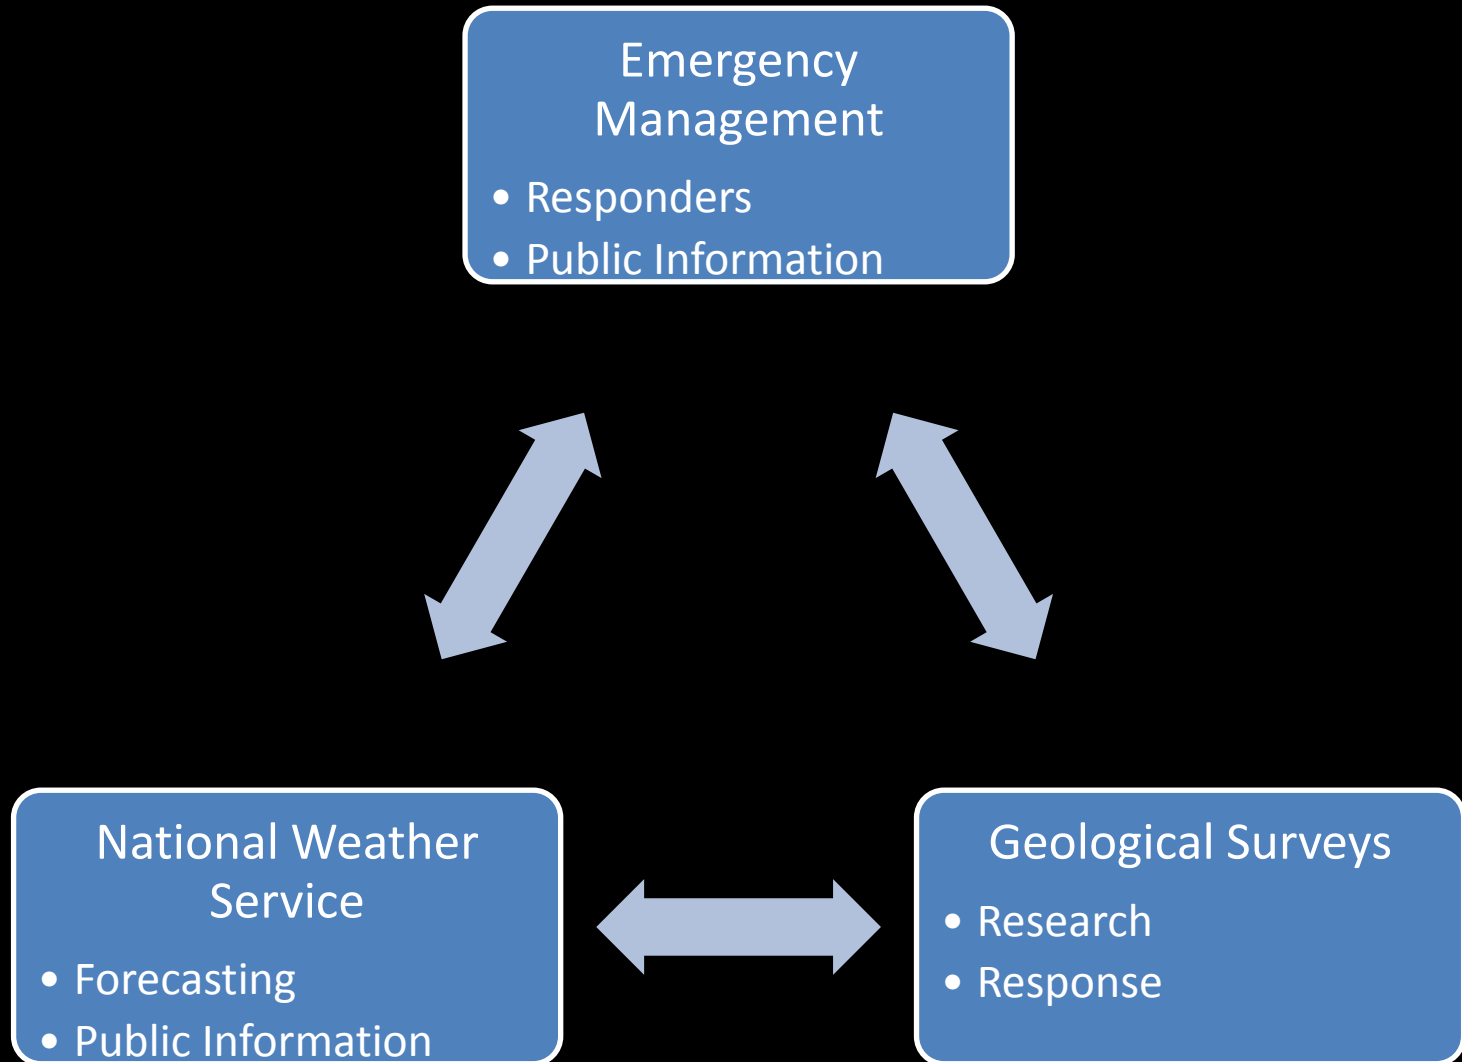 Emergency
Management
• Responders
• Public Information
National Weather
Service
• Forecasting
• Public Information
Geological Surveys
• Research
• Response